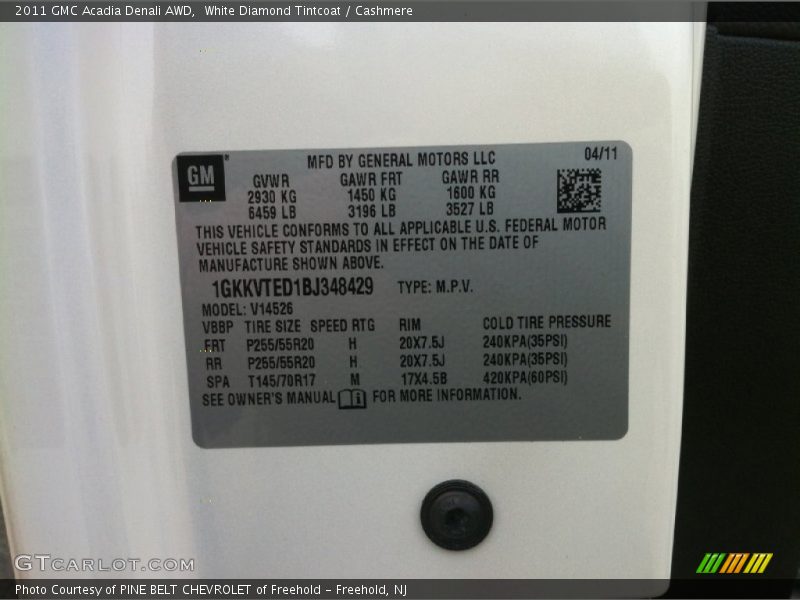 2011 GMC Acadia Denali AWD,  White Diamond Tintcoat / Cashmere
GM
MFD BY GENERAL MOTORS LLC 04/11
GVWR GAWR FRT GAWR RR
2930 KG 1450 KG 1600 KG
6459 LB 3196 LB 3527 LB
THIS VEHICLE CONFORMS TO ALL APPLICABLE U.S. FEDERAL MOTOR
VEHICLE SAFETY STANDARDS IN EFFECT ON THE DATE OF
MANUFACTURE SHOWN ABOVE.
1GKKVTED1BJ348429 TYPE: M.P.V.
MODEL: V14526
VBBP TIRE SIZE SPEED RTG RIM COLD TIRE PRESSURE
FRT P255/55R20 H 20X7.5J 240KPA(35PSI)
RR P255/55R20 H 20X7.5J 240KPA(35PSI)
SPA T145/70R17 M 17X4.5B 420KPA(60PSI)
SEE OWNER'S MANUAL i FOR MORE INFORMATION.
GTCARLOT.COM
Photo Courtesy of PINE BELT CHEVROLET of Freehold - Freehold, NJ